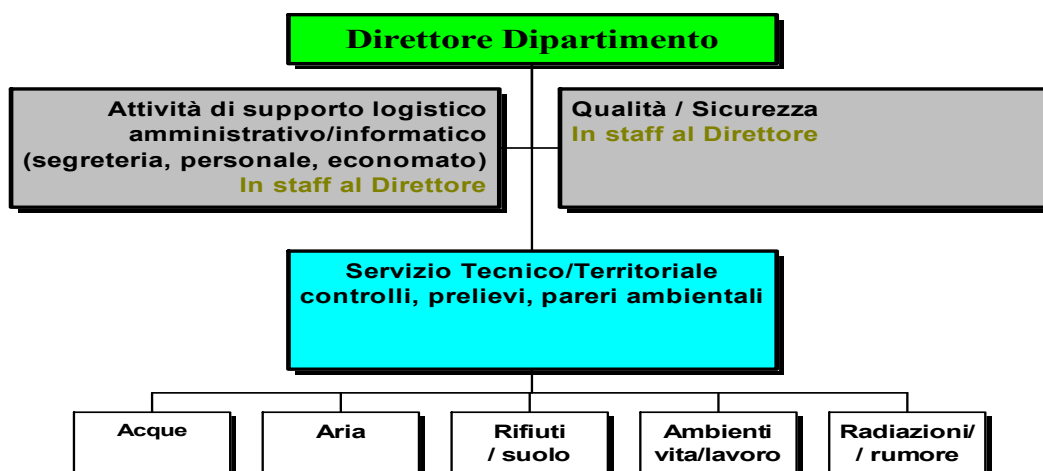 Direttore Dipartimento
Attività di supporto logistico
amministrativo/informatico
(segreteria, personale, economato)
In staff al Direttore
Qualità / Sicurezza
In staff al Direttore
Servizio Tecnico/Territoriale
controlli, prelievi, pareri ambientali
Acque
Aria
Rifiuti
/ suolo
Ambienti
vita/lavoro
Radiazioni/
/ rumore